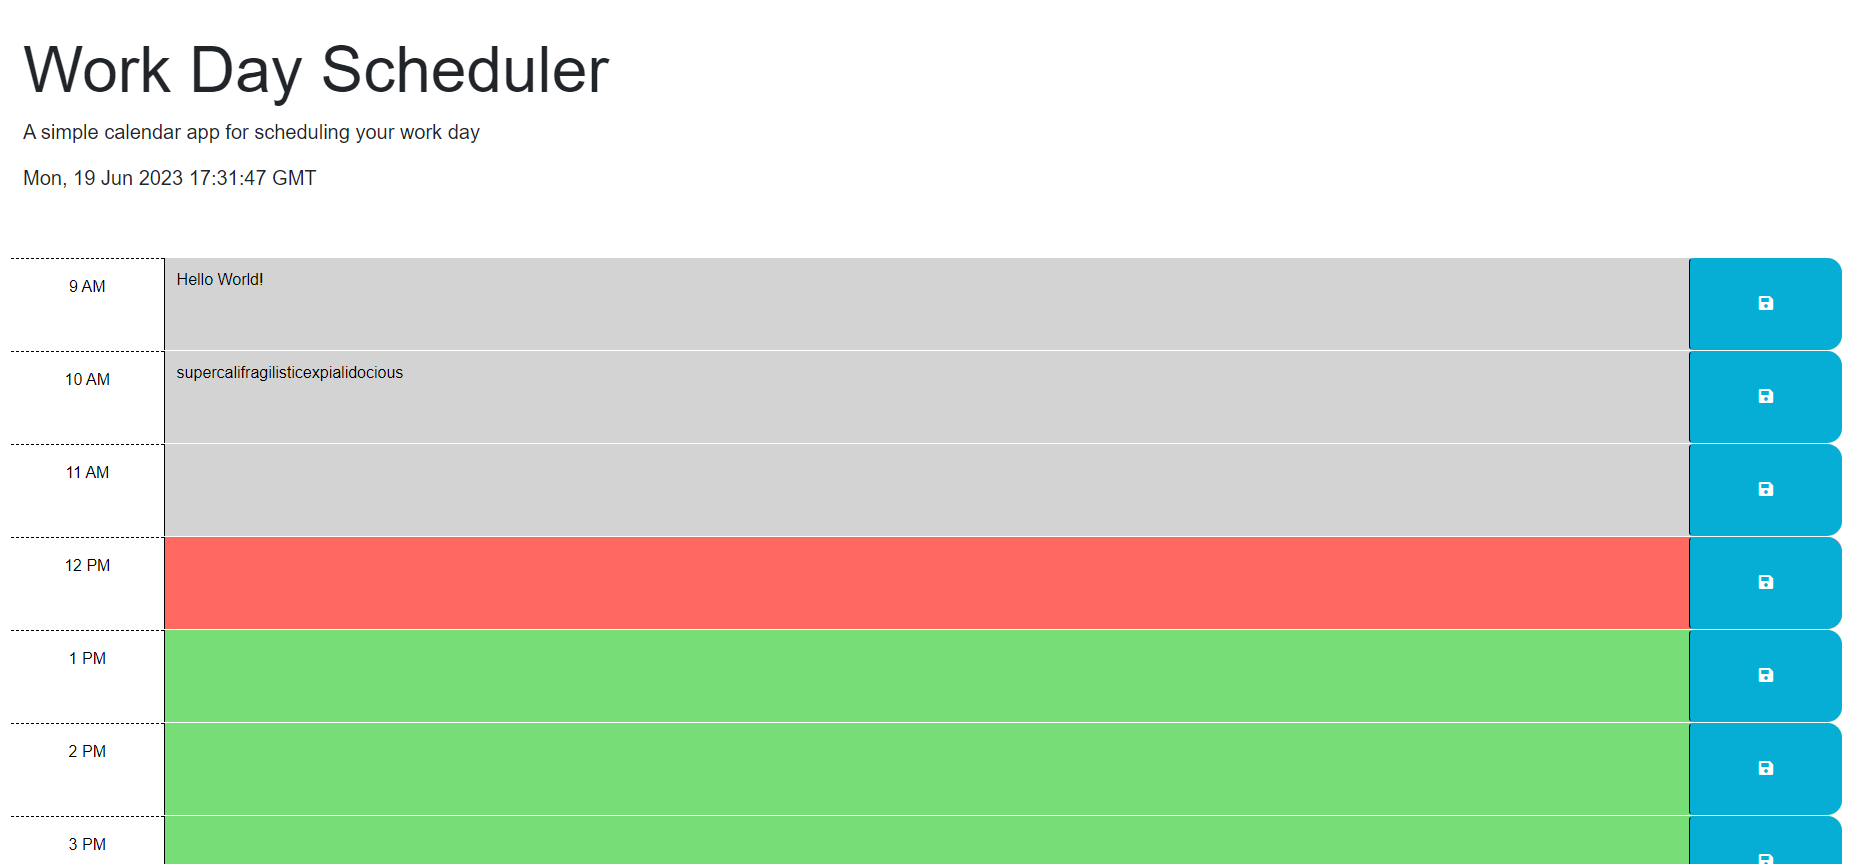 Work Day Scheduler
A simple calendar app for scheduling your work day
Mon, 19 Jun 2023 17:31:47 GMT
9 AM
Hello World!
10 AM
supercalifragilisticexpialidocious
11 AM
12 PM
1 PM
2 PM
3 PM